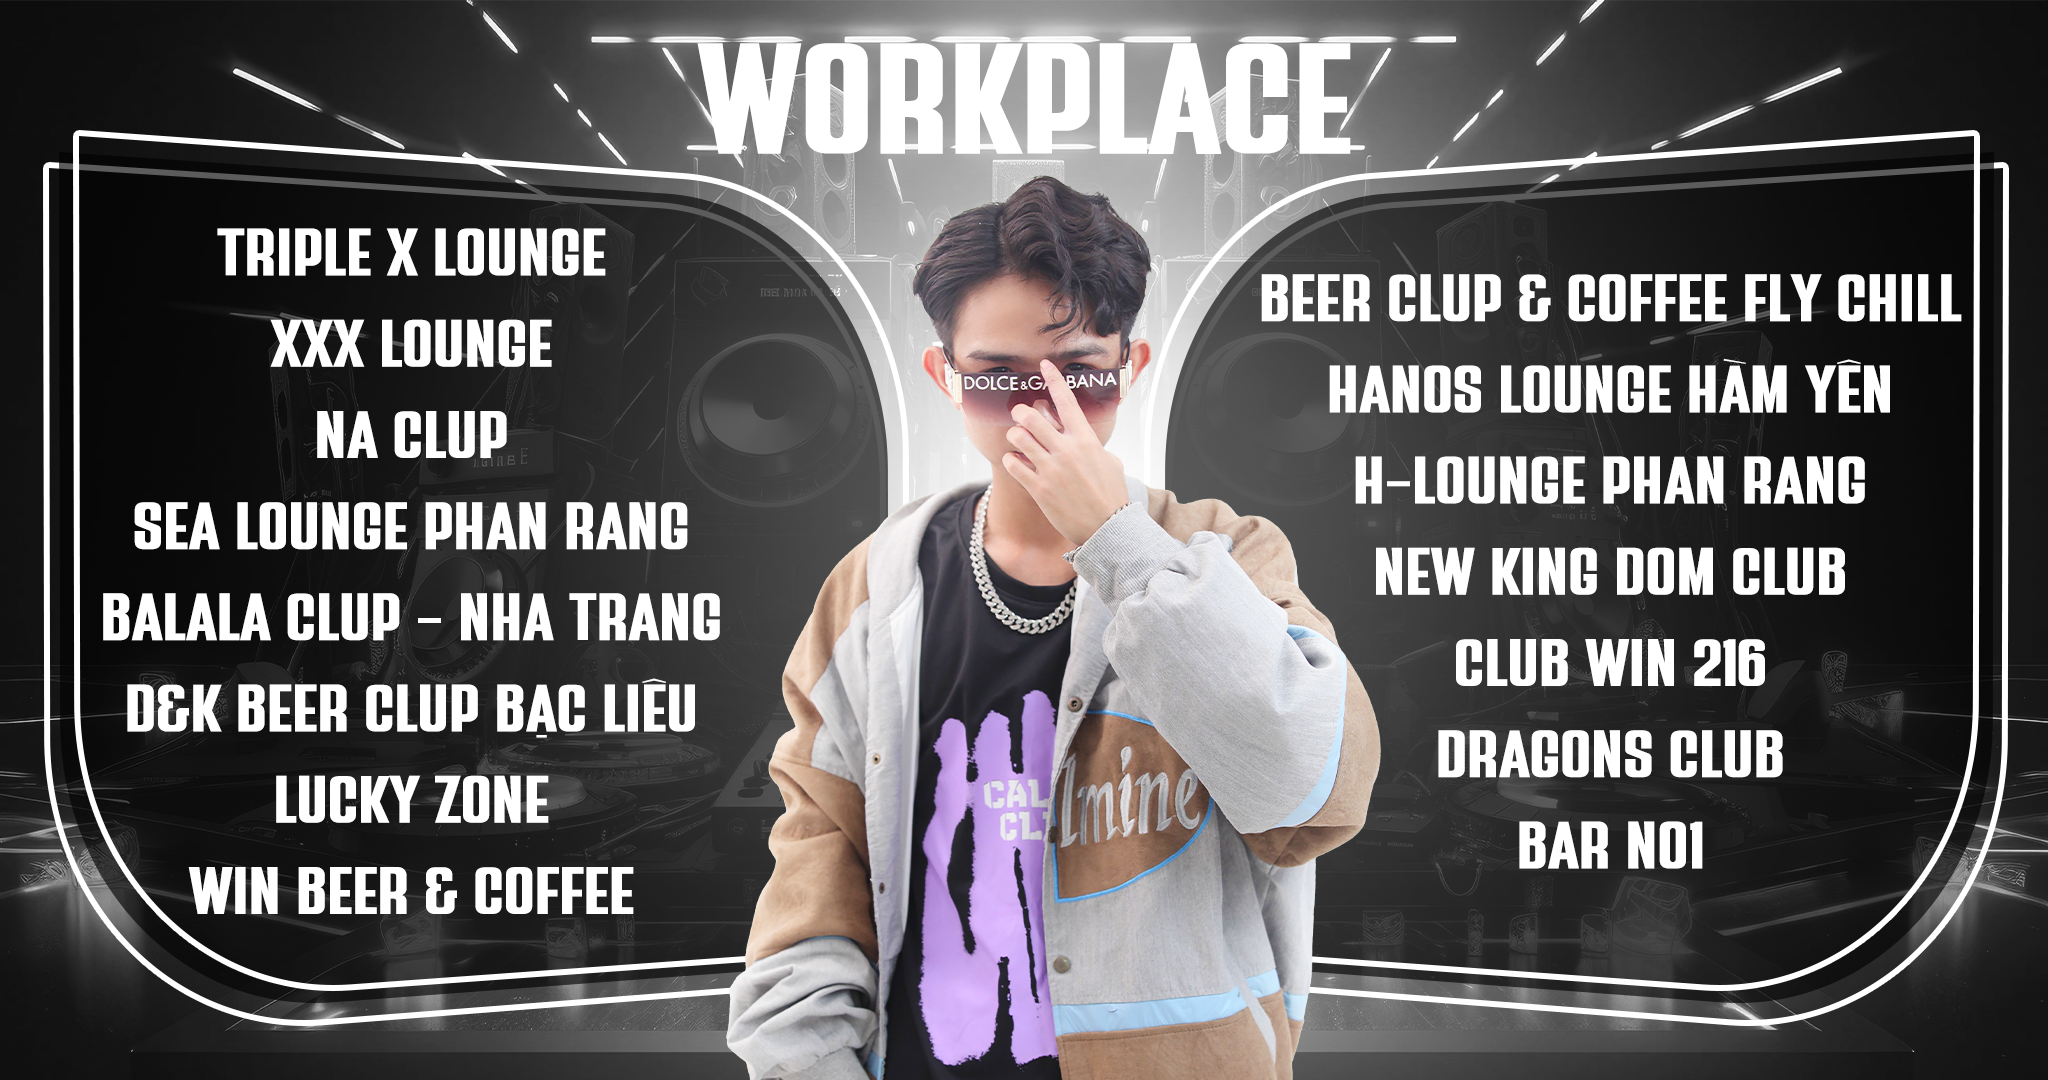 WORKPLACE
TRIPLE X LOUNGE
XXX LOUNGE
NA CLUP
SEA LOUNGE PHAN RANG
BALALA CLUP - NHA TRANG
D&K BEER CLUP BẠC LIÊU
LUCKY ZONE
WIN BEER & COFFEE
BEER CLUP & COFFEE FLY CHILL
HANOS LOUNGE HÀM YÊN
H-LOUNGE PHAN RANG
NEW KING DOM CLUB
CLUB WIN 216
DRAGONS CLUB
BAR NO1
DOLCE&GABBANA
lmine